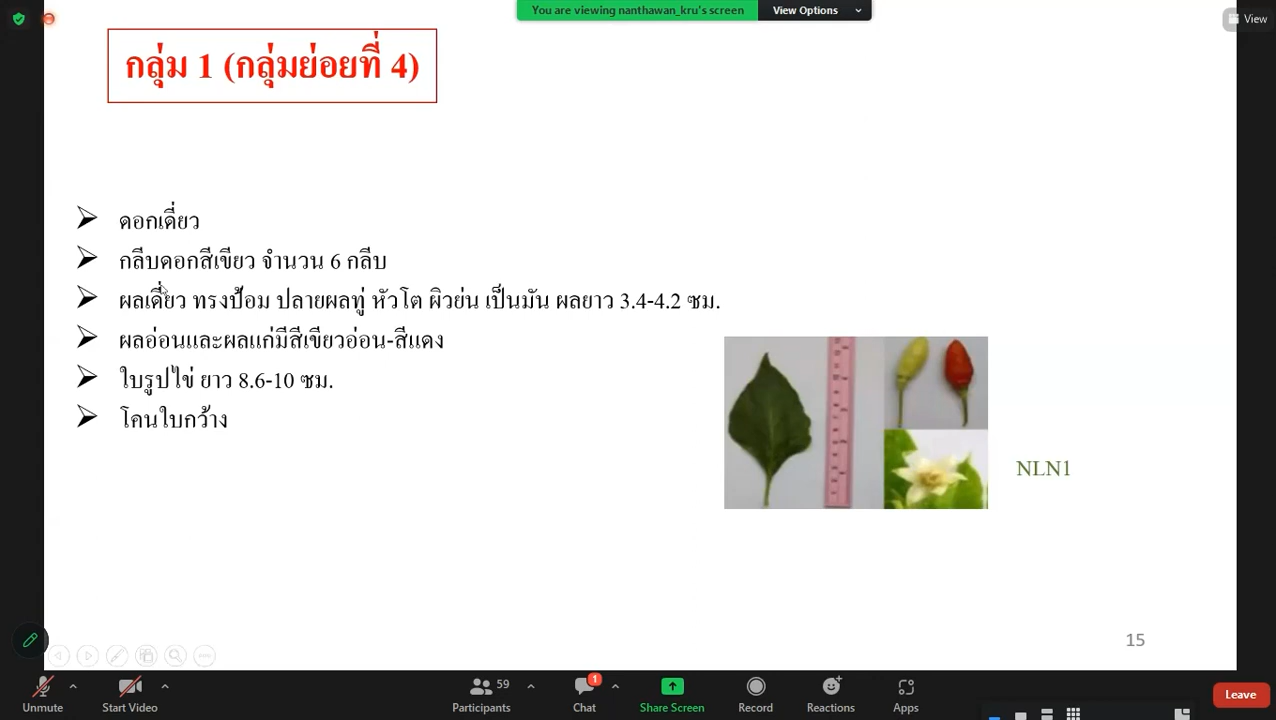 You are viewing nanthawan_kru's screen
View Options
View
กลุ่ม 1 (กลุ่มย่อยที่ 4)
ดอกเดี่ยว
กลีบดอกสีเขียว จำนวน 6 กลีบ
ผลเดี่ยว ทรงป้อม ปลายผลทู่ หัวโต ผิวย่น เป็นมัน ผลยาว 3.4-4.2 ซม.
ผลอ่อนและผลแก่มีสีเขียวอ่อน-สีแดง
ใบรูปไข่ ยาว 8.6-10 ซม.
โคนใบกว้าง
NLN1
15
59
1
Unmute
Start Video
Participants
Chat
Share Screen
Record
Reactions
Apps
Leave